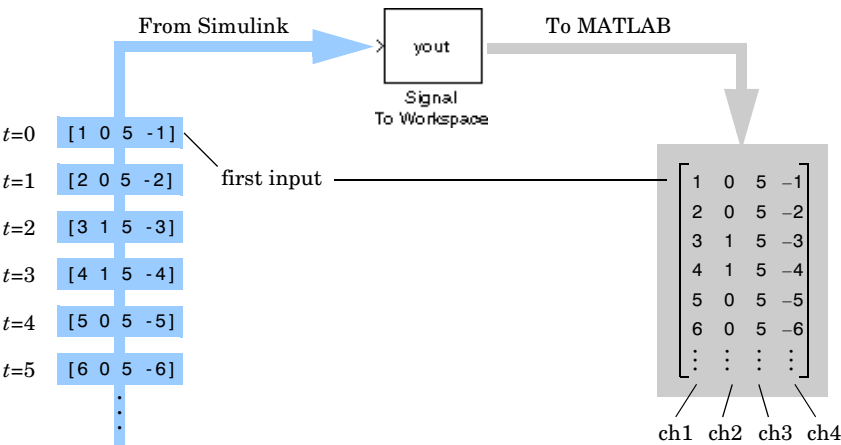 From Simulink
yout
To MATLAB
Signal
To Workspace
t=0 [1 0 5 -1]
first input
t=1 [2 0 5 -2]
t=2 [3 1 5 -3]
t=3 [4 1 5 -4]
t=4 [5 0 5 -5]
t=5 [6 0 5 -6]
1 0 5 −1
2 0 5 −2
3 1 5 −3
4 1 5 −4
5 0 5 −5
6 0 5 −6
ch1 ch2 ch3 ch4